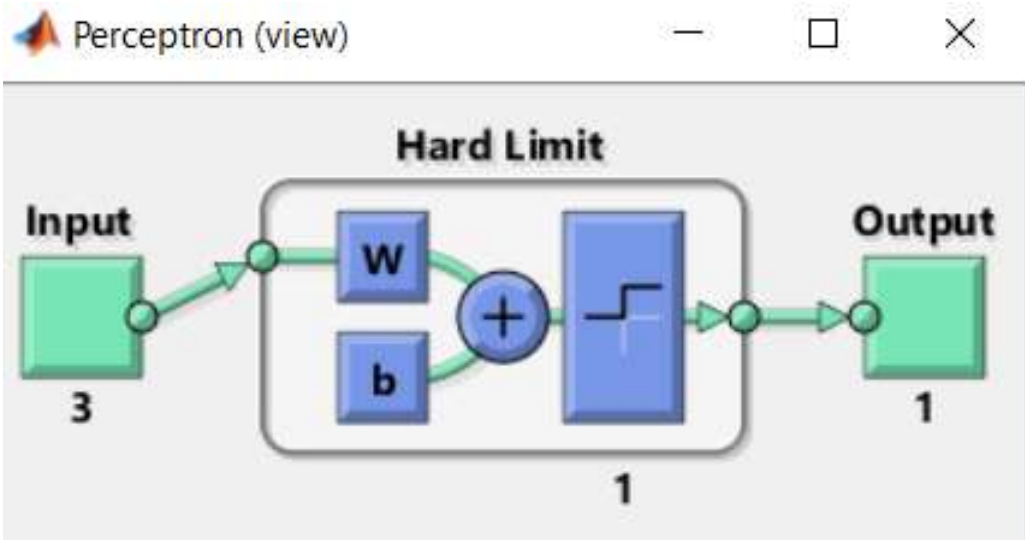 Perceptron (view)
Hard Limit
Input
Output
W
+
b
3
1
1